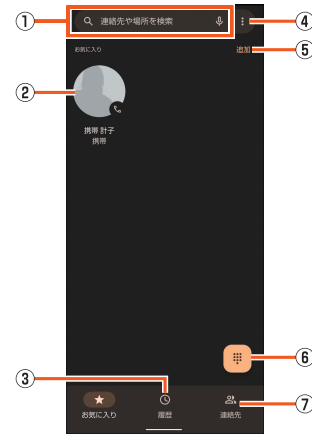 ①
連絡先や場所を検索
④
お気に入り
追加
⑤
②
携帯 計子
携帯
⑥
③
⑦
お気に入り
履歴
連絡先